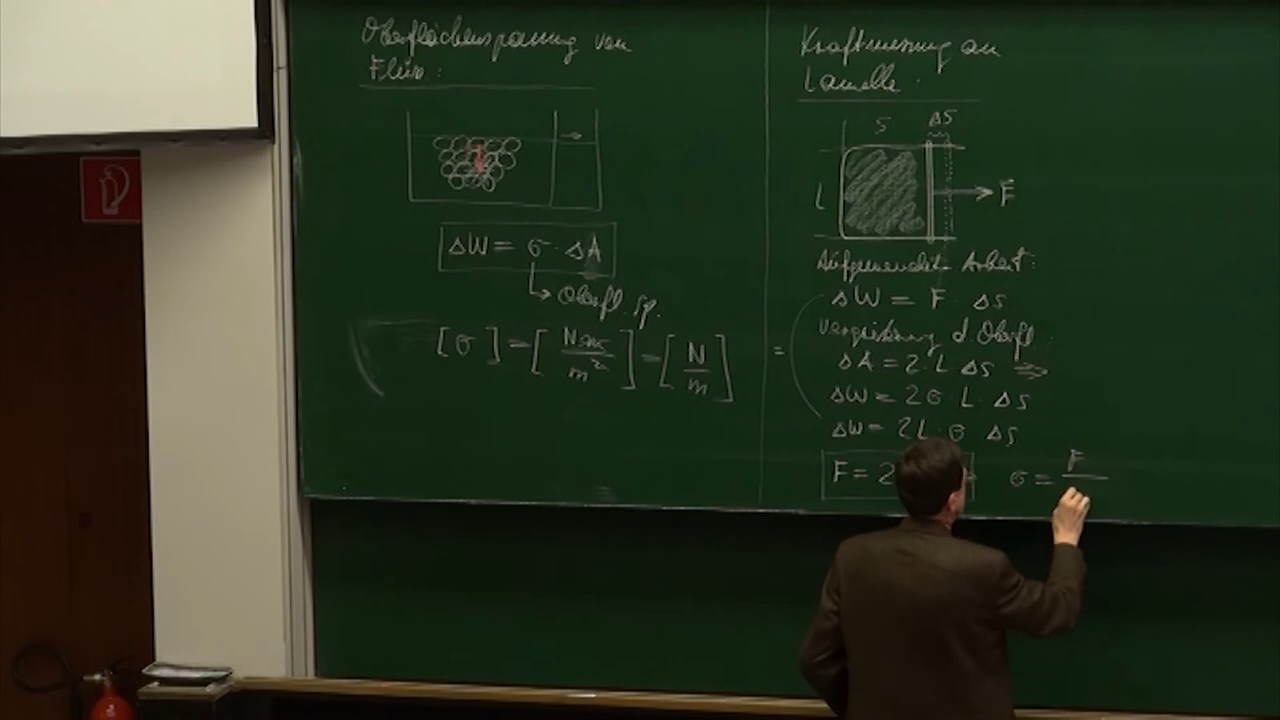 Oberflächenspannung von
Flüss.:
ΔW = σ · ΔA
Oberfl. sp.
[σ] = [Nm / m²] = [N / m]
Kraftmessung an
Lamelle.
S ΔS
L F
Aufgewendete Arbeit:
ΔW = F · ΔS
Vergrößerung d. Oberfl.:
ΔA = 2 · L ΔS ⇒
ΔW = 2σ L · ΔS
ΔW = 2L · σ ΔS
F = 2 σ = F